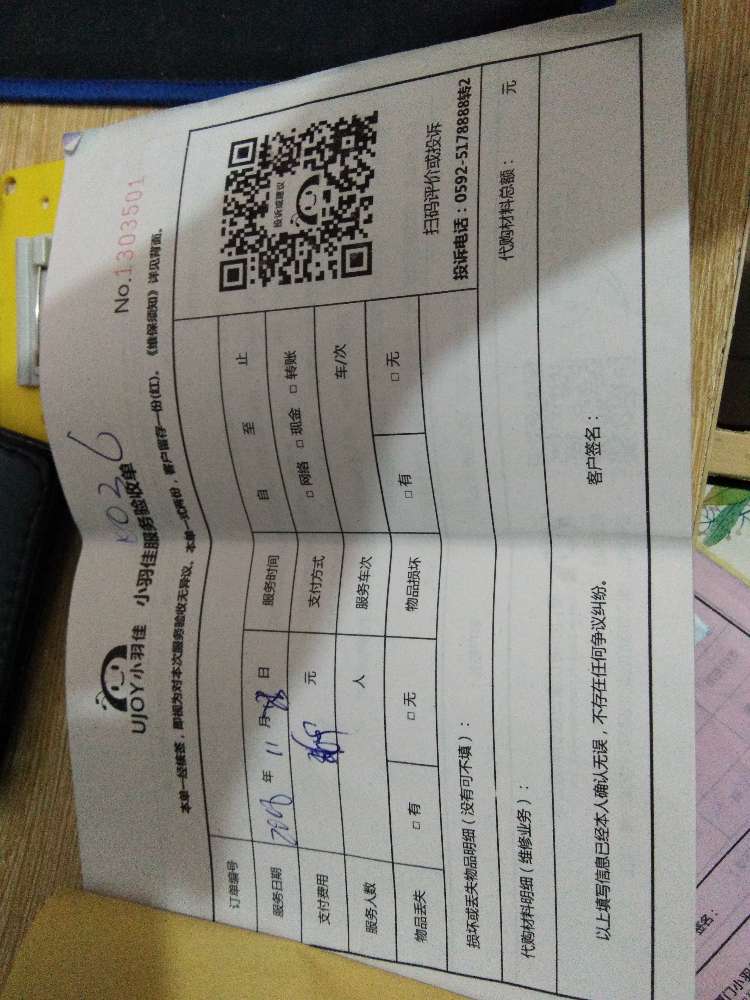 UJOY小羽佳 小羽佳服务验收单
No.1303501
本单一经核签，即视为对本次服务验收无异议。本单一式两份，客户留存一份(红)。《维保须知》详见背面。
订单编号
服务日期 年 11 月 日 服务时间 自 至 止
支付费用 元 支付方式 □ 网络 □ 现金 □ 转账
服务人数 人 服务车次 车/次
物品丢失 □ 有 □ 无 物品损坏 □ 有 □ 无
投诉或建议
扫码评价或投诉
投诉电话：0592-5178888转2
损坏或丢失物品明细（没有可不填）：
代购材料明细（维修业务）：
代购材料总额： 元
以上填写信息已经本人确认无误，不存在任何争议纠纷。
客户签名：
签名：